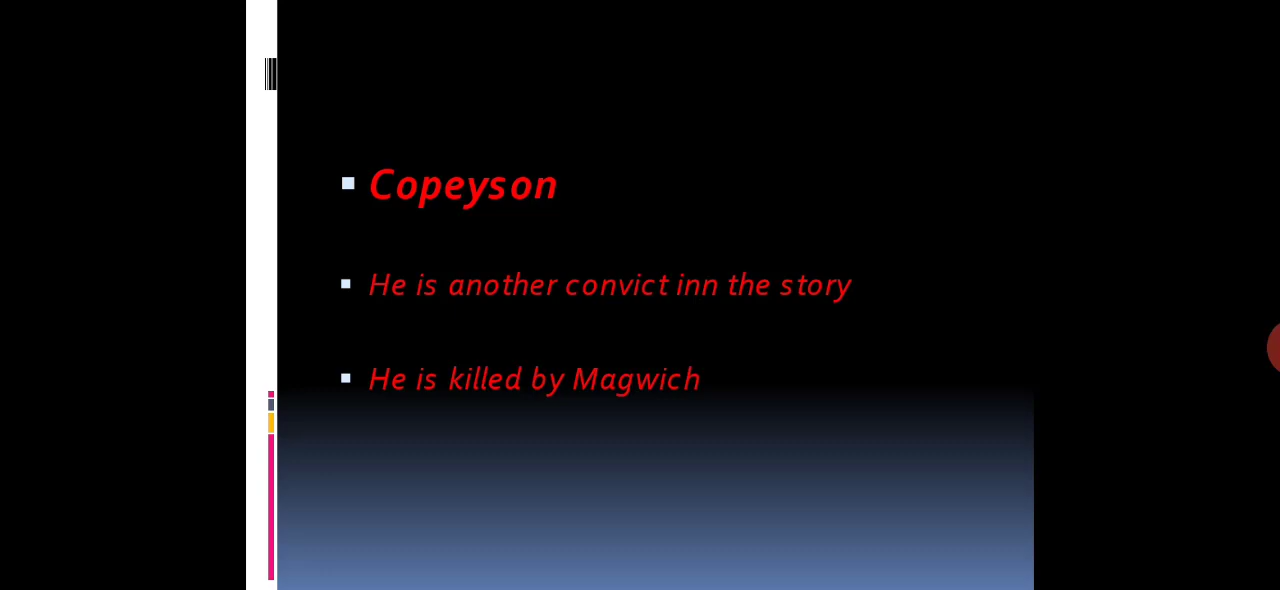 Copeyson
He is another convict inn the story
He is killed by Magwich